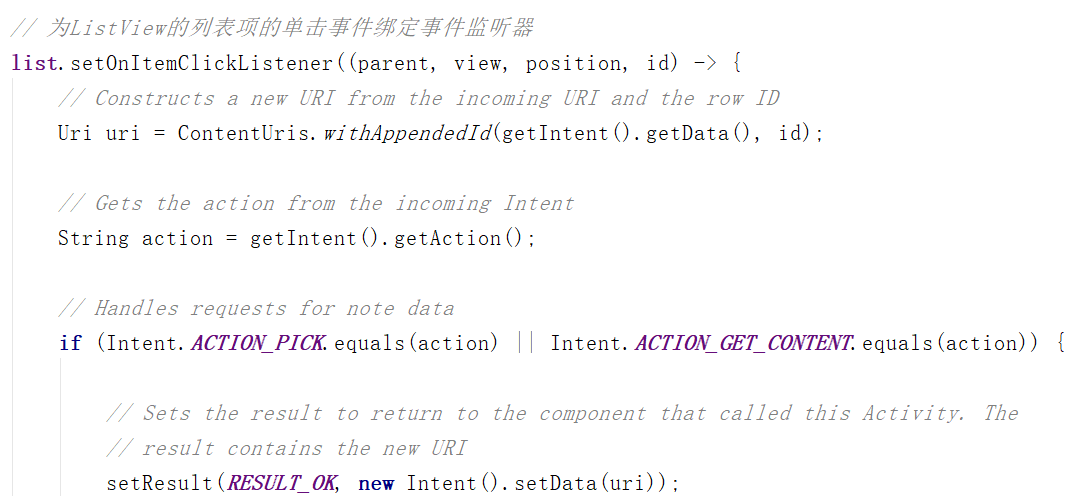 // 为ListView的列表项的单击事件绑定事件监听器
list.setOnItemClickListener((parent, view, position, id) -> {
// Constructs a new URI from the incoming URI and the row ID
Uri uri = ContentUris.withAppendedId(getIntent().getData(), id);
// Gets the action from the incoming Intent
String action = getIntent().getAction();
// Handles requests for note data
if (Intent.ACTION_PICK.equals(action) || Intent.ACTION_GET_CONTENT.equals(action)) {
// Sets the result to return to the component that called this Activity. The
// result contains the new URI
setResult(RESULT_OK, new Intent().setData(uri));